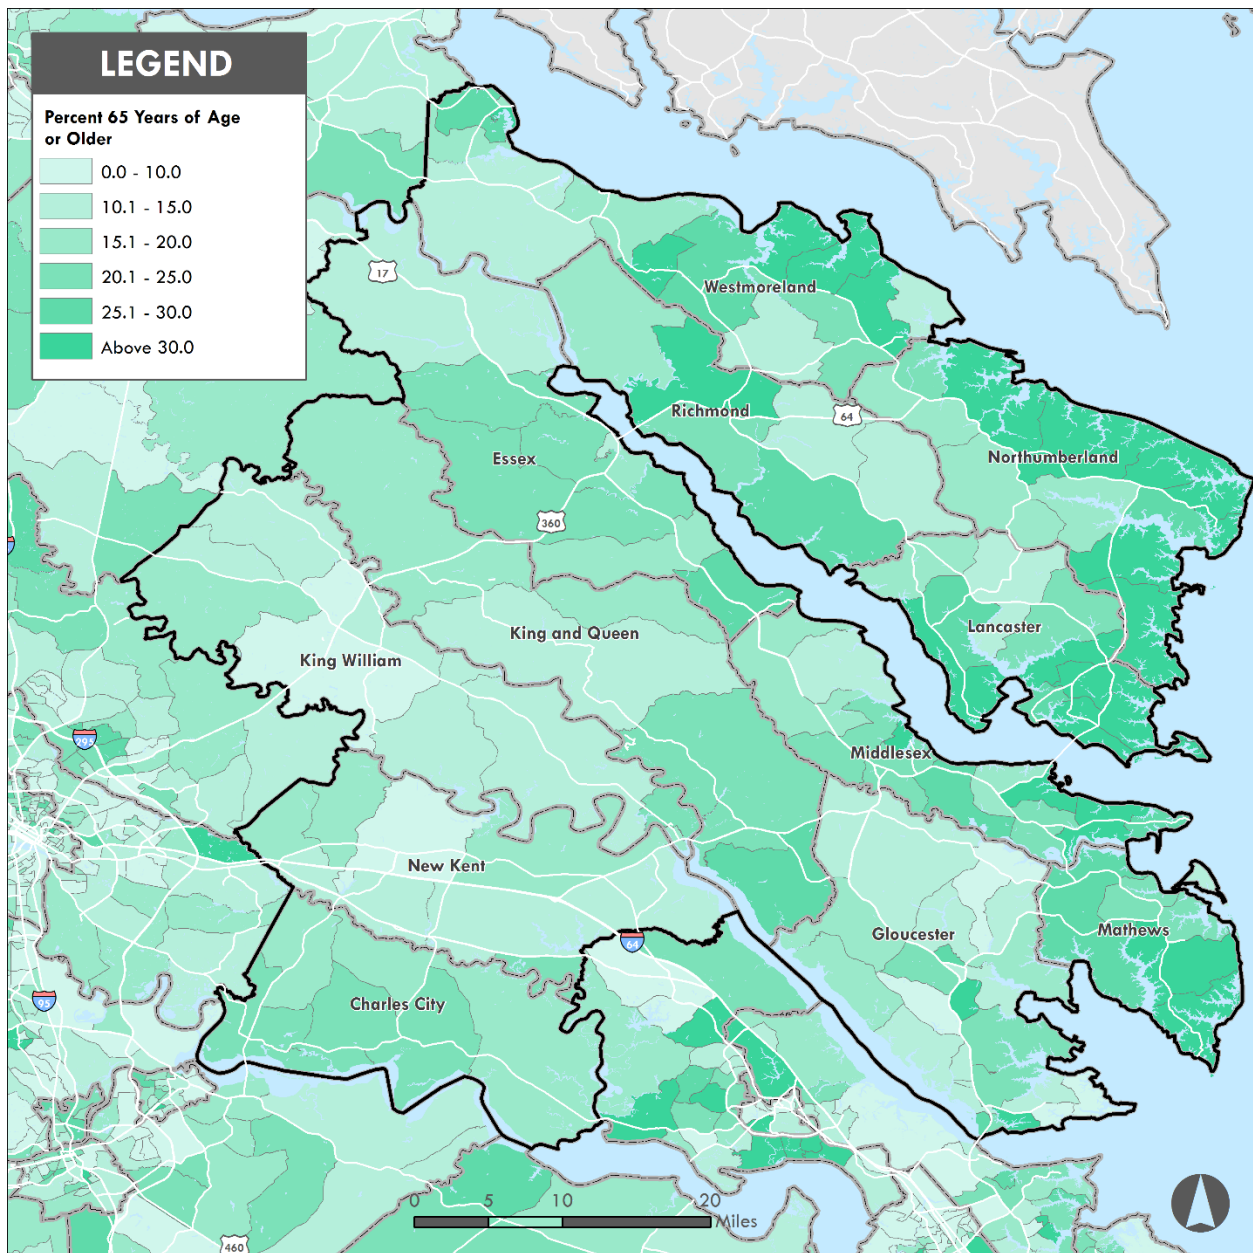 LEGEND
Percent 65 Years of Age
or Older
0.0 - 10.0
10.1 - 15.0
15.1 - 20.0
20.1 - 25.0
25.1 - 30.0
Above 30.0
17
Westmoreland
Richmond
64
Northumberland
Essex
360
King and Queen
Lancaster
King William
295
Middlesex
New Kent
Gloucester
Mathews
64
95
Charles City
0 5 10 20
Miles
460